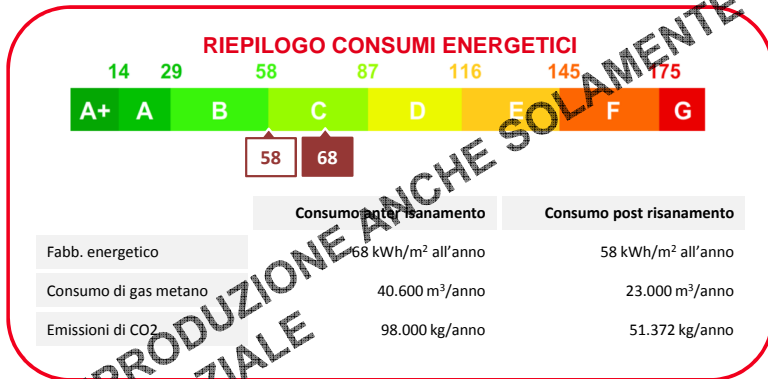 RIEPILOGO CONSUMI ENERGETICI
14 29 58 87 116 145 175
A+ A B C D E F G
58 68
Consumo anter isanamento Consumo post risanamento
Fabb. energetico 68 kWh/m² all'anno 58 kWh/m² all'anno
Consumo di gas metano 40.600 m³/anno 23.000 m³/anno
Emissioni di CO2 98.000 kg/anno 51.372 kg/anno
PRODUZIONE ANCHE SOLAMENTE
ZIALE